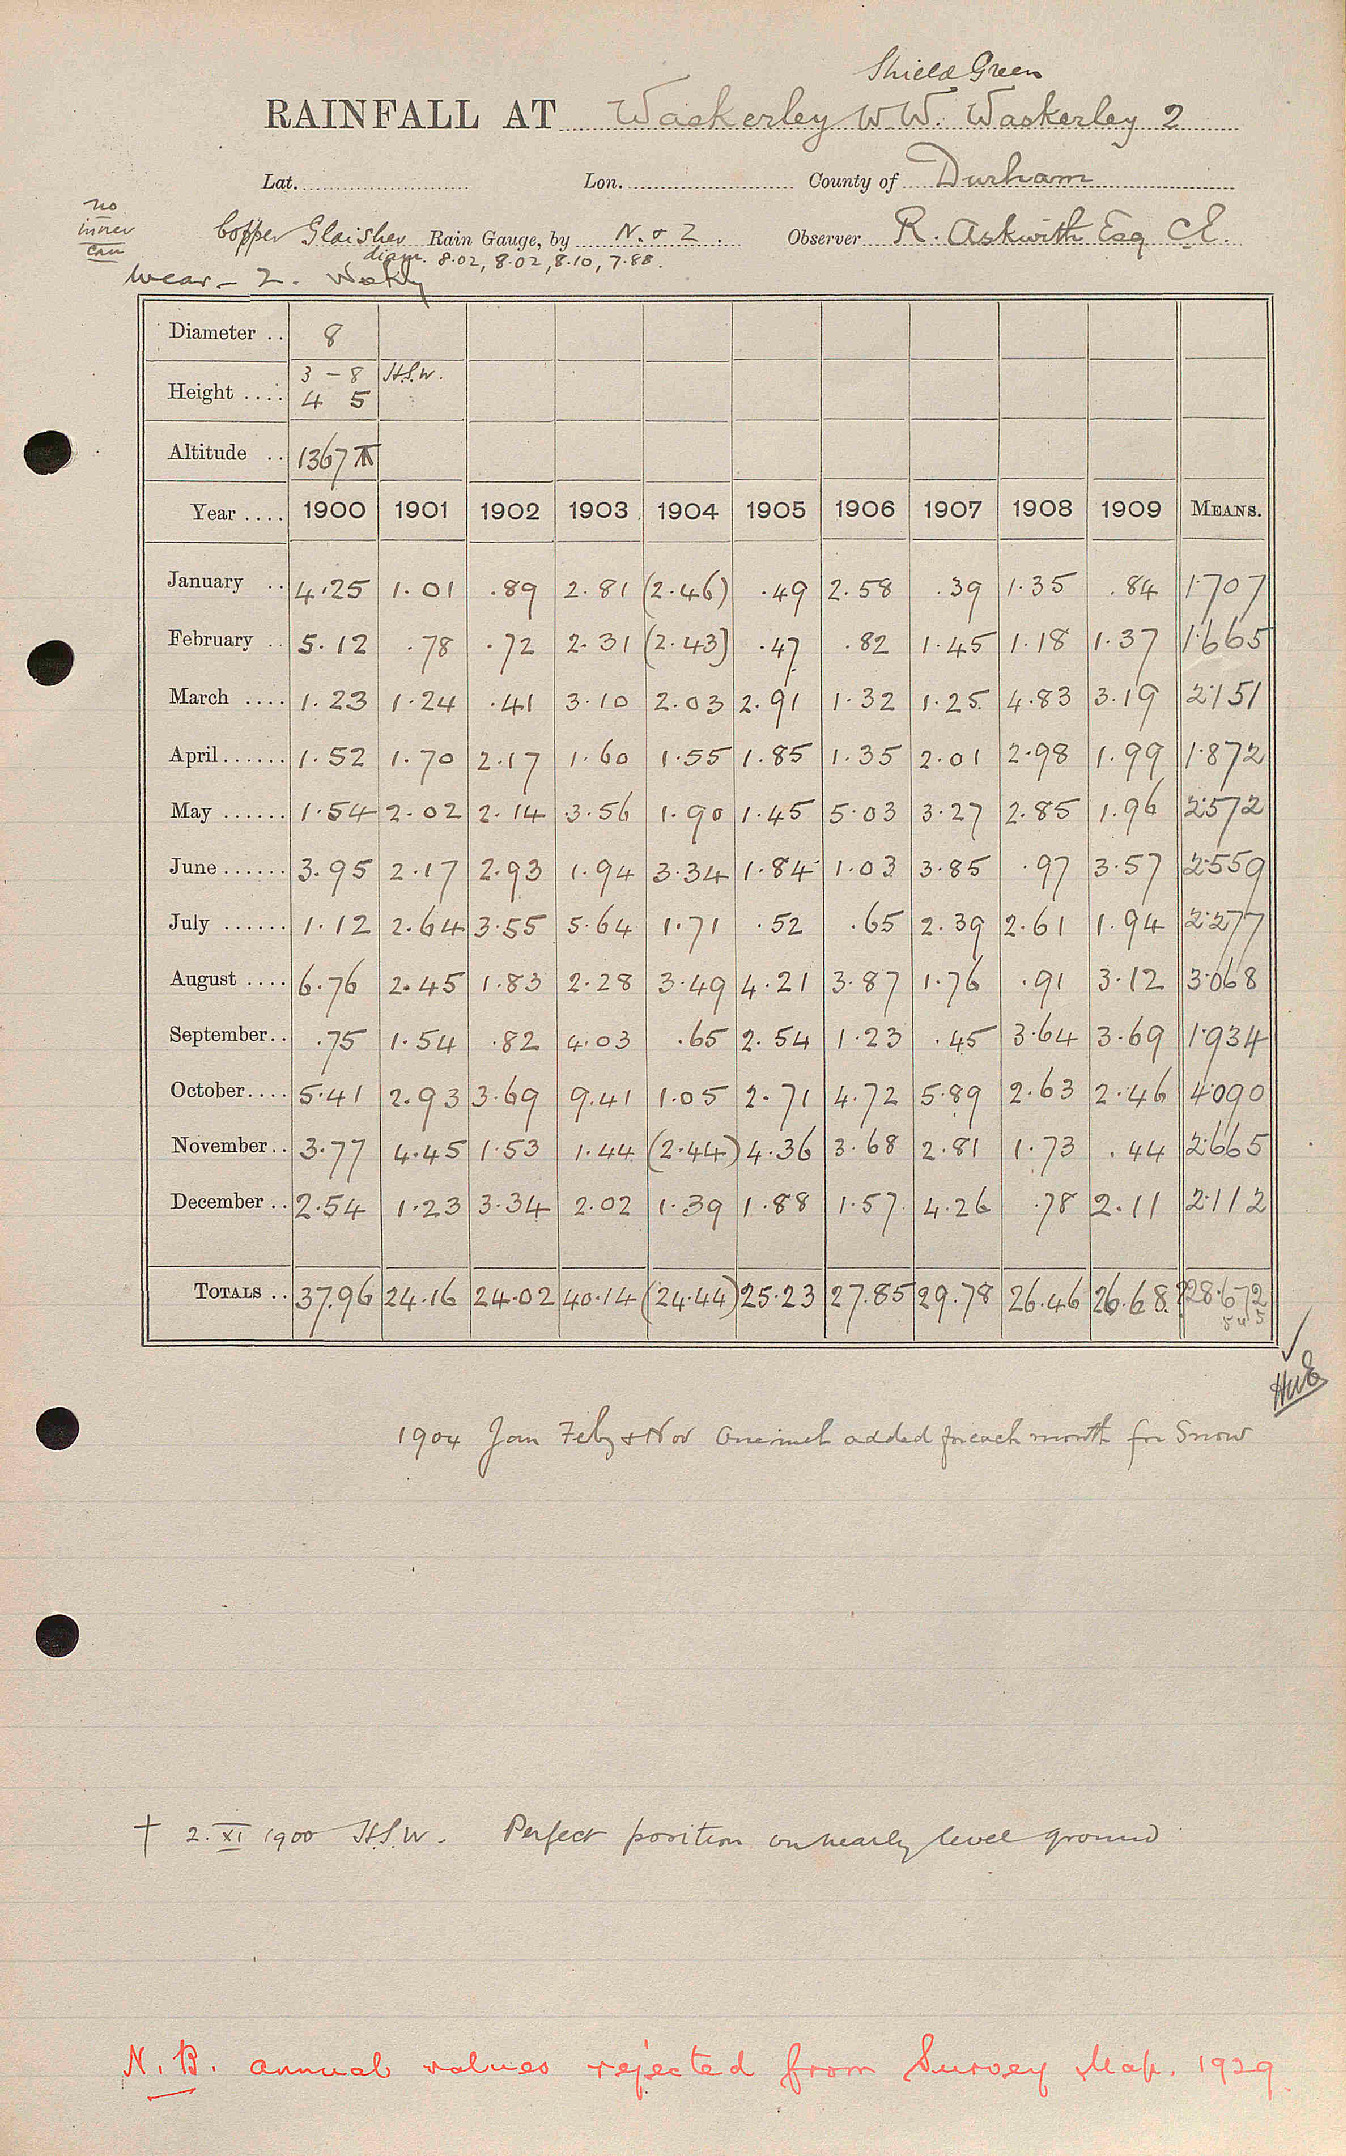 Shield Green
RAINFALL AT Waskerley W.W. Waskerley 2
Lat. Lon. County of Durham
no
inner
can
Copper Glaisher Rain Gauge, by N. & Z. Observer R. Askwith Esq C.E.
diam. 8.02, 8.02, 8.10, 7.88.
Wear - 2. Wokly
Diameter .. 8
3 - 8 H.S.W.
Height .... 4 5
Altitude .. 1367 T
Year .... 1900 1901 1902 1903 1904 1905 1906 1907 1908 1909 MEANS.
January .. 4.25 1.01 .89 2.81 (2.46) .49 2.58 .39 1.35 .84 1.707
February .. 5.12 .78 .72 2.31 (2.43) .47 .82 1.45 1.18 1.37 1.665
March .... 1.23 1.24 .41 3.10 2.03 2.91 1.32 1.25 4.83 3.19 2.151
April...... 1.52 1.70 2.17 1.60 1.55 1.85 1.35 2.01 2.98 1.99 1.872
May ...... 1.54 2.02 2.14 3.56 1.90 1.45 5.03 3.27 2.85 1.96 2.572
June...... 3.95 2.17 2.93 1.94 3.34 1.84 1.03 3.85 .97 3.57 2.559
July ...... 1.12 2.64 3.55 5.64 1.71 .52 .65 2.39 2.61 1.94 2.277
August .... 6.76 2.45 1.83 2.28 3.49 4.21 3.87 1.76 .91 3.12 3.068
September.. .75 1.54 .82 4.03 .65 2.54 1.23 .45 3.64 3.69 1.934
October.... 5.41 2.93 3.69 9.41 1.05 2.71 4.72 5.89 2.63 2.46 4.090
November.. 3.77 4.45 1.53 1.44 (2.44) 4.36 3.68 2.81 1.73 .44 2.665
December .. 2.54 1.23 3.34 2.02 1.39 1.88 1.57 4.26 .78 2.11 2.112
TOTALS .. 37.96 24.16 24.02 40.14 (24.44) 25.23 27.85 29.78 26.46 26.68? 28.672
1904 Jan Feby & Nov One inch added for each month for Snow
† 2. XI 1900 H.S.W. Perfect position on nearly level ground
N.B. annual values rejected from Survey Map. 1929.